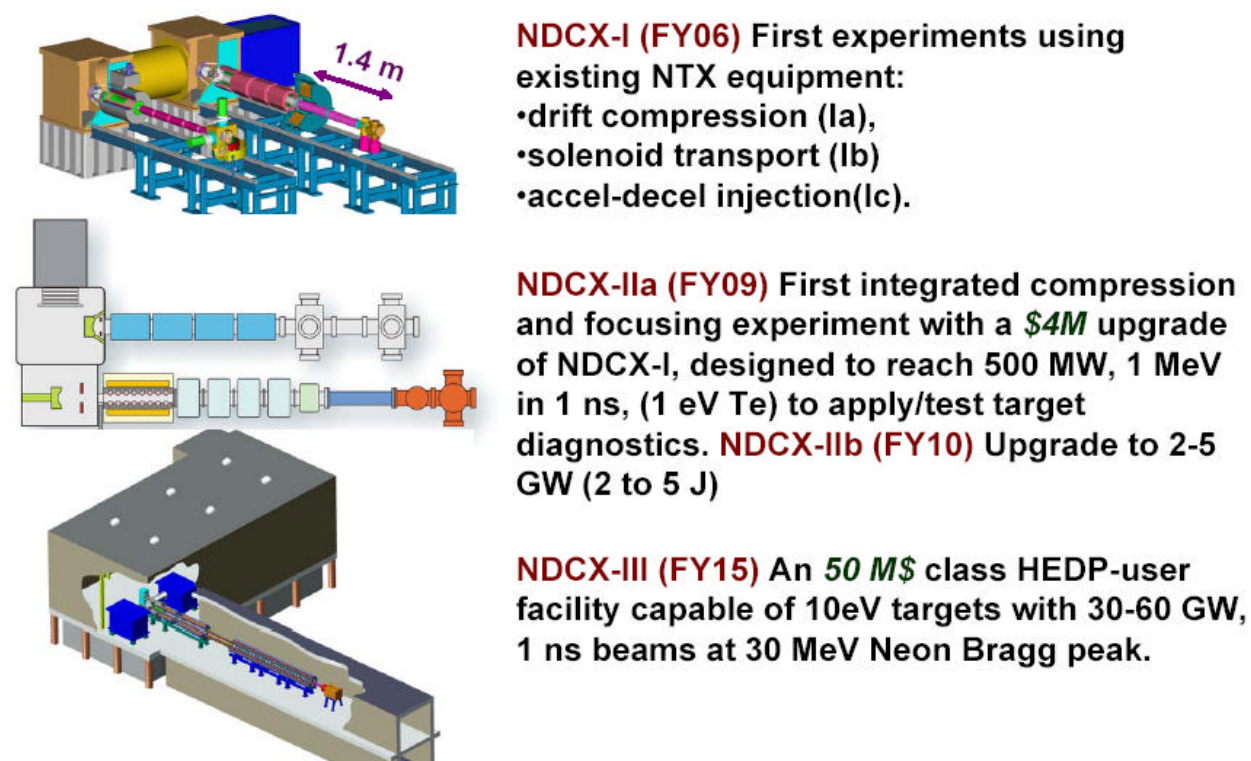 1.4 m
NDCX-I (FY06) First experiments using
existing NTX equipment:
•drift compression (Ia),
•solenoid transport (Ib)
•accel-decel injection(Ic).
NDCX-IIa (FY09) First integrated compression
and focusing experiment with a $4M upgrade
of NDCX-I, designed to reach 500 MW, 1 MeV
in 1 ns, (1 eV Te) to apply/test target
diagnostics. NDCX-IIb (FY10) Upgrade to 2-5
GW (2 to 5 J)
NDCX-III (FY15) An 50 M$ class HEDP-user
facility capable of 10eV targets with 30-60 GW,
1 ns beams at 30 MeV Neon Bragg peak.